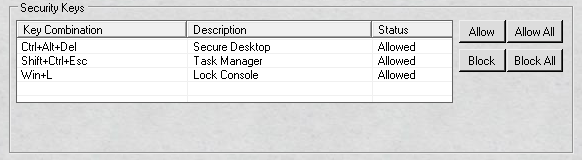 Security Keys
Key Combination Description Status
Ctrl+Alt+Del Secure Desktop Allowed
Shift+Ctrl+Esc Task Manager Allowed
Win+L Lock Console Allowed
Allow Allow All
Block Block All